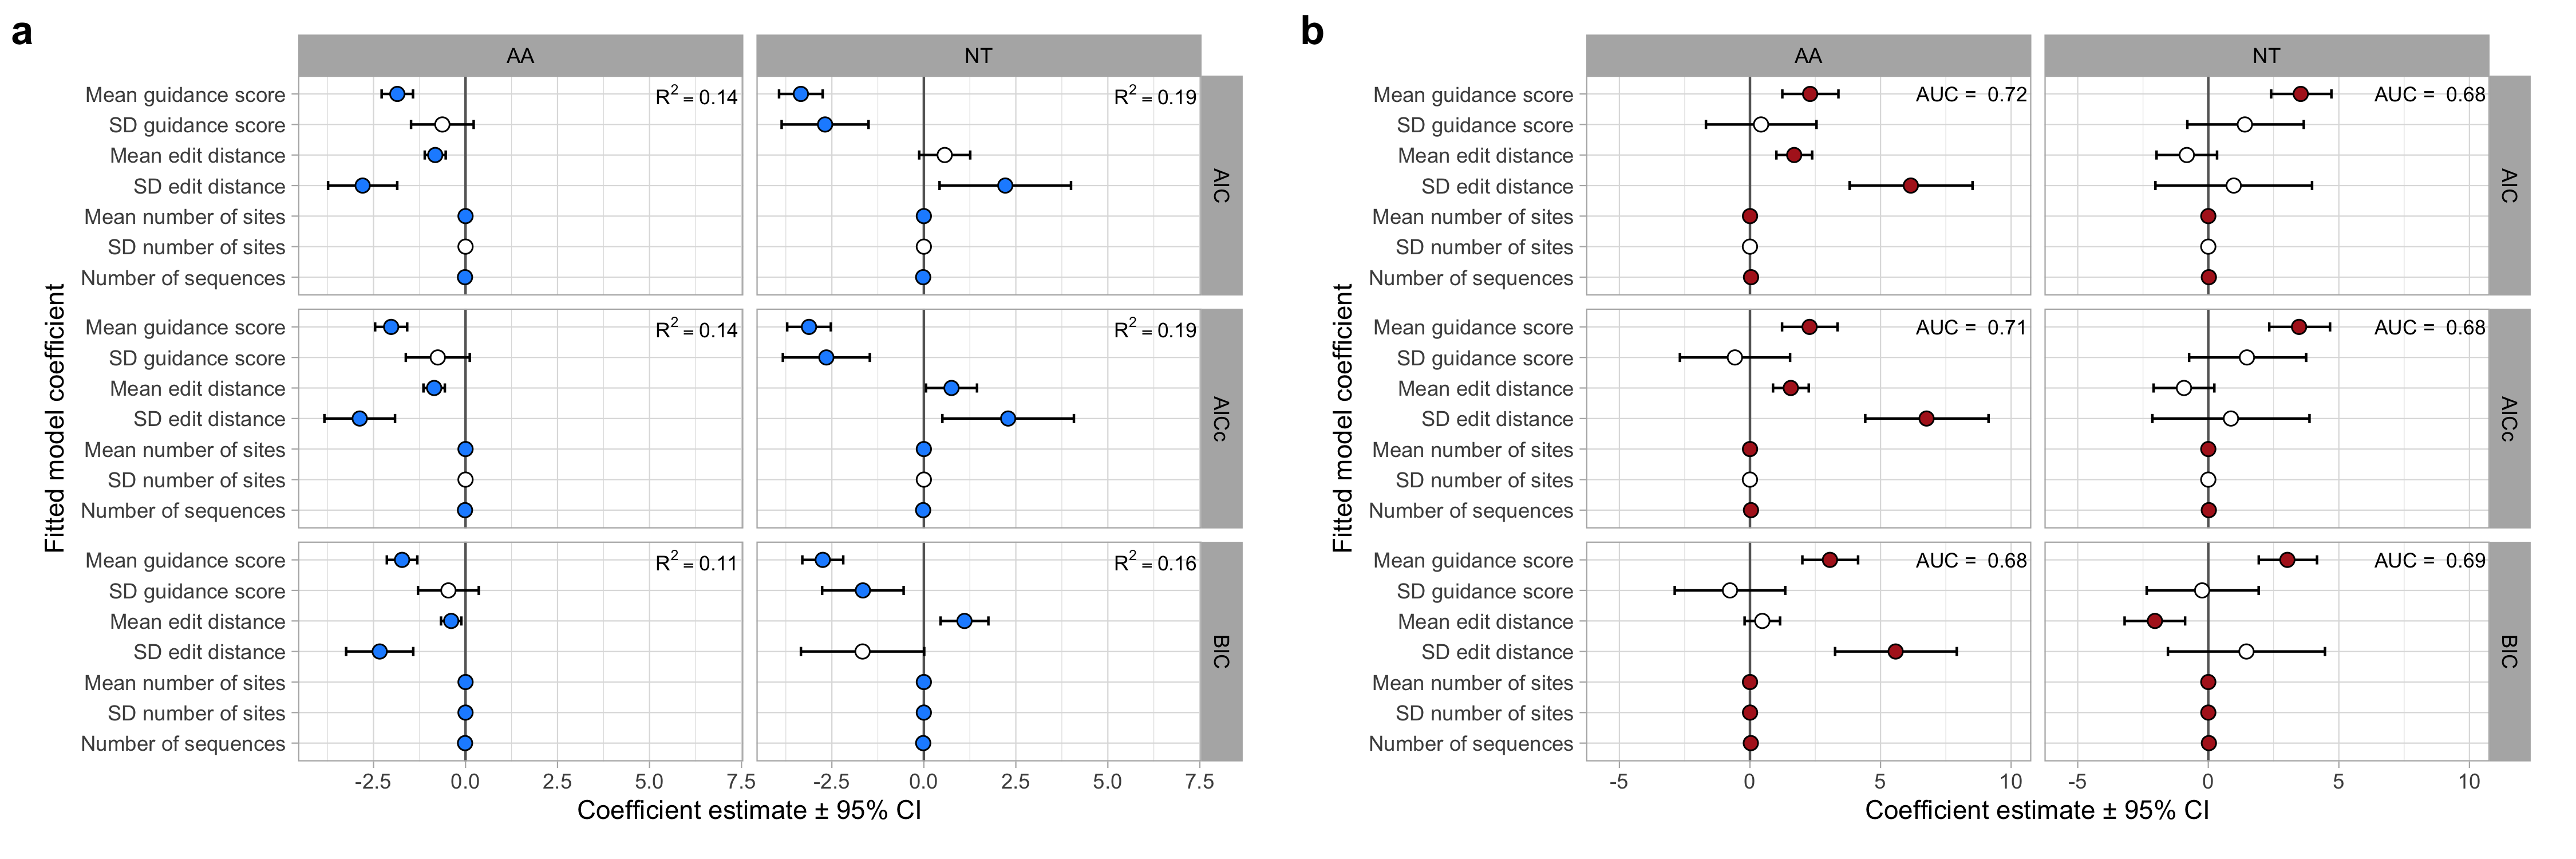 a
AA
NT
Mean guidance score
SD guidance score
Mean edit distance
SD edit distance
Mean number of sites
SD number of sites
Number of sequences
R² = 0.14
R² = 0.19
AIC
Mean guidance score
SD guidance score
Mean edit distance
SD edit distance
Mean number of sites
SD number of sites
Number of sequences
R² = 0.14
R² = 0.19
AICc
Mean guidance score
SD guidance score
Mean edit distance
SD edit distance
Mean number of sites
SD number of sites
Number of sequences
R² = 0.11
R² = 0.16
BIC
Fitted model coefficient
-2.5 0.0 2.5 5.0 7.5
-2.5 0.0 2.5 5.0 7.5
Coefficient estimate ± 95% CI
b
AA
NT
Mean guidance score
SD guidance score
Mean edit distance
SD edit distance
Mean number of sites
SD number of sites
Number of sequences
AUC = 0.72
AUC = 0.68
AIC
Mean guidance score
SD guidance score
Mean edit distance
SD edit distance
Mean number of sites
SD number of sites
Number of sequences
AUC = 0.71
AUC = 0.68
AICc
Mean guidance score
SD guidance score
Mean edit distance
SD edit distance
Mean number of sites
SD number of sites
Number of sequences
AUC = 0.68
AUC = 0.69
BIC
Fitted model coefficient
-5 0 5 10
-5 0 5 10
Coefficient estimate ± 95% CI